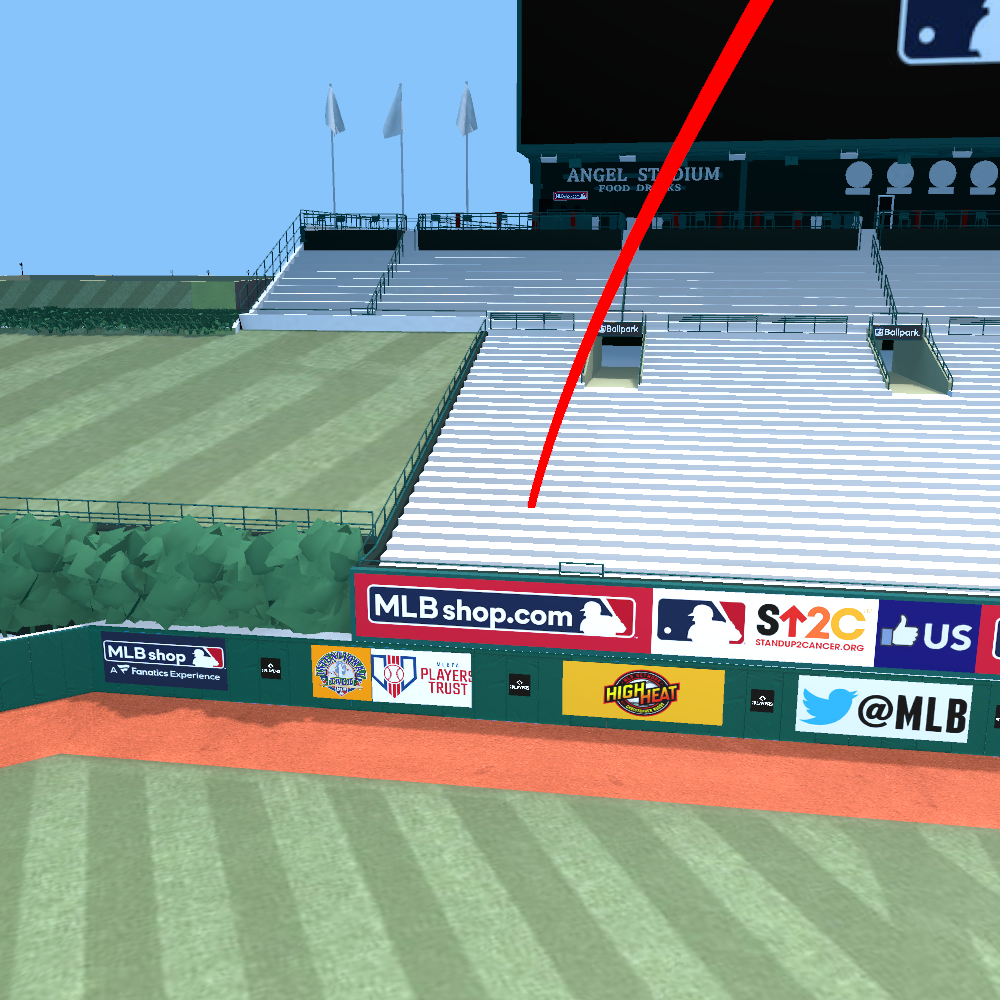 ANGEL STADIUM
FOOD DRINKS
Ballpark
Ballpark
MLBshop.com
S↑2C
STANDUP2CANCER.ORG
US
MLB shop
A Fanatics Experience
PLAYERS
TRUST
HIGH HEAT
@MLB